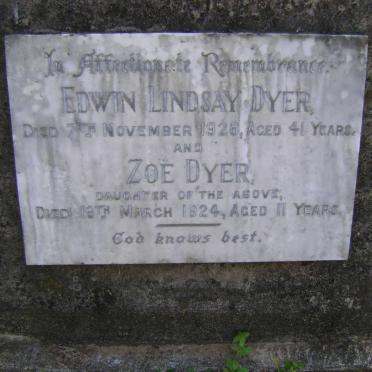 In Affectionate Remembrance.
EDWIN LINDSAY DYER,
DIED 7TH NOVEMBER 1926, AGED 41 YEARS.
AND
ZOË DYER,
DAUGHTER OF THE ABOVE,
DIED 19TH MARCH 1924, AGED 11 YEARS.
God knows best.